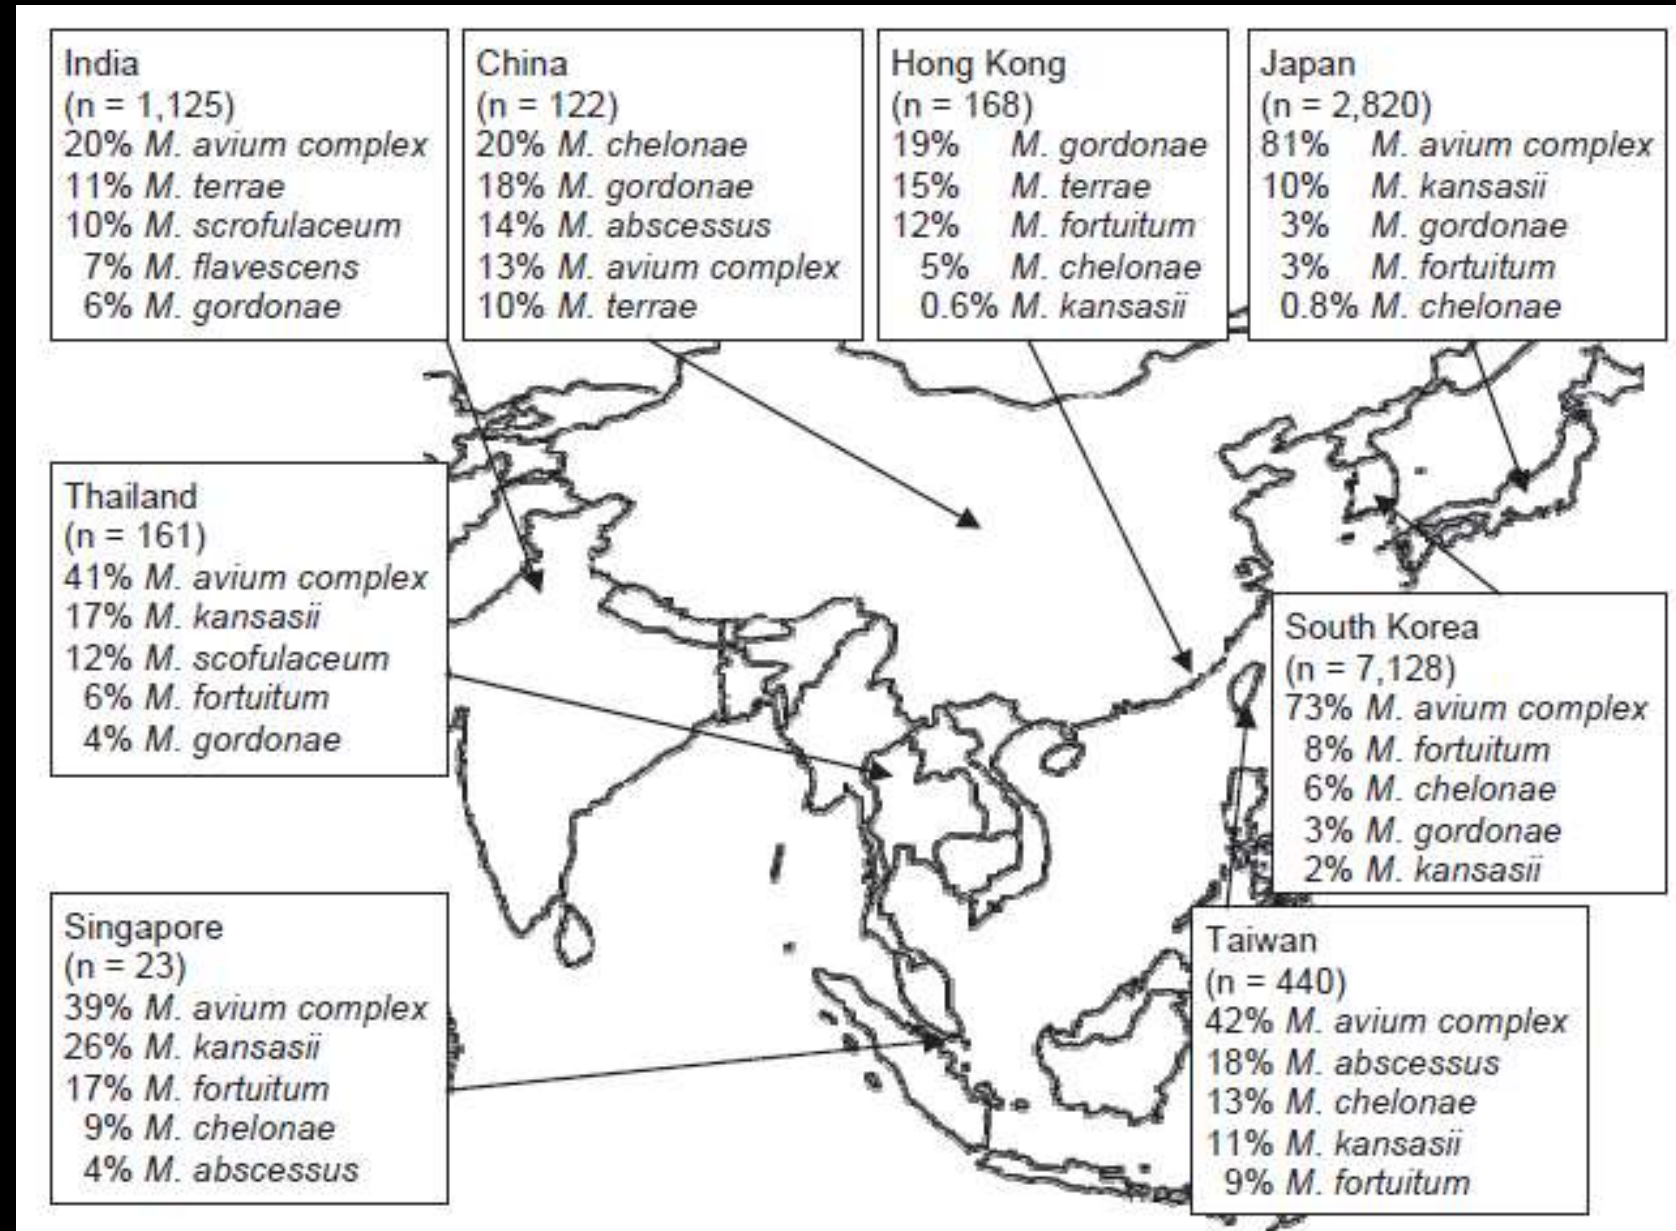 India
(n = 1,125)
20% M. avium complex
11% M. terrae
10% M. scrofulaceum
7% M. flavescens
6% M. gordonae
China
(n = 122)
20% M. chelonae
18% M. gordonae
14% M. abscessus
13% M. avium complex
10% M. terrae
Hong Kong
(n = 168)
19% M. gordonae
15% M. terrae
12% M. fortuitum
5% M. chelonae
0.6% M. kansasii
Japan
(n = 2,820)
81% M. avium complex
10% M. kansasii
3% M. gordonae
3% M. fortuitum
0.8% M. chelonae
Thailand
(n = 161)
41% M. avium complex
17% M. kansasii
12% M. scofulaceum
6% M. fortuitum
4% M. gordonae
South Korea
(n = 7,128)
73% M. avium complex
8% M. fortuitum
6% M. chelonae
3% M. gordonae
2% M. kansasii
Singapore
(n = 23)
39% M. avium complex
26% M. kansasii
17% M. fortuitum
9% M. chelonae
4% M. abscessus
Taiwan
(n = 440)
42% M. avium complex
18% M. abscessus
13% M. chelonae
11% M. kansasii
9% M. fortuitum